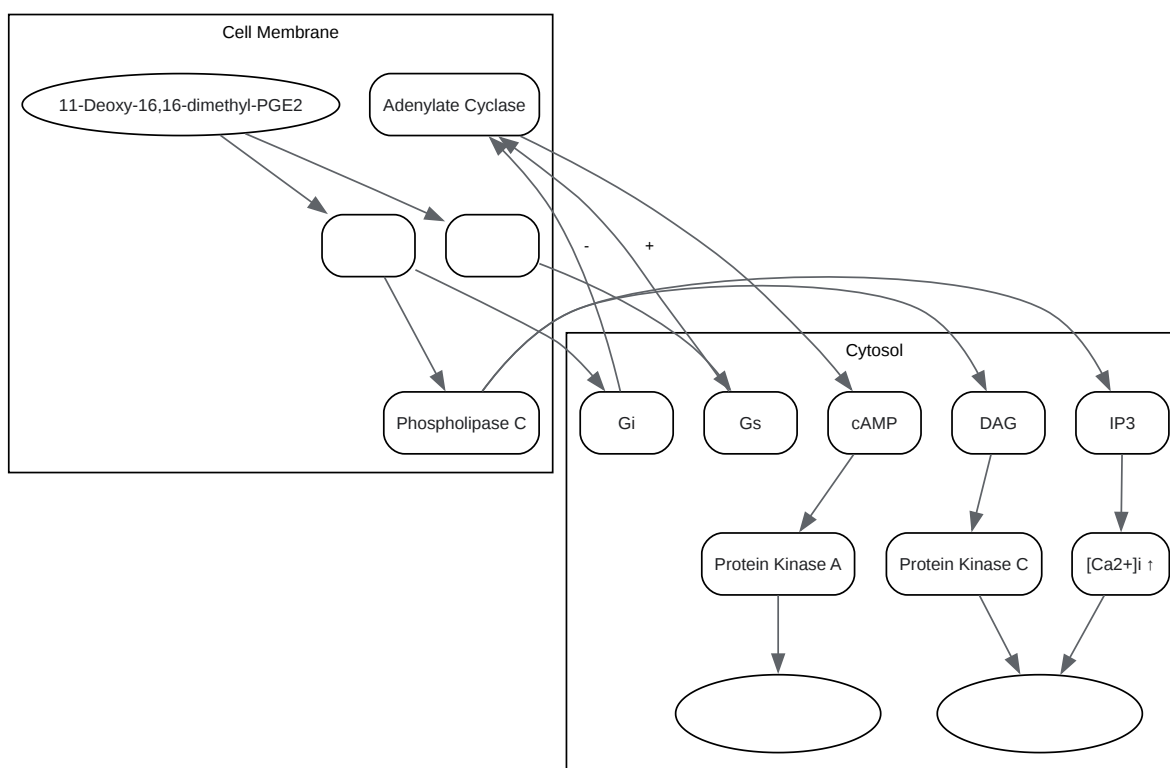 Cell Membrane
11-Deoxy-16,16-dimethyl-PGE2
Adenylate Cyclase
-
+
Cytosol
Phospholipase C
Gi
Gs
cAMP
DAG
IP3
Protein Kinase A
Protein Kinase C
[Ca2+]i ↑